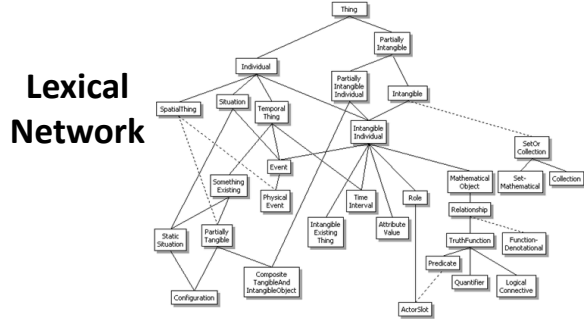 Lexical
Network
Thing
Partially
Intangible
Individual
Partially
Intangible
Individual
Intangible
SpatialThing
Situation
Temporal
Thing
Intangible
Individual
SetOr
Collection
Event
Something
Existing
Physical
Event
Time
Interval
Role
Mathematical
Object
Set-
Mathematical
Collection
Static
Situation
Partially
Tangible
Intangible
Existing
Thing
Attribute
Value
Relationship
TruthFunction
Function-
Denotational
Predicate
Quantifier
Logical
Connective
Configuration
Composite
TangibleAnd
IntangibleObject
ActorSlot